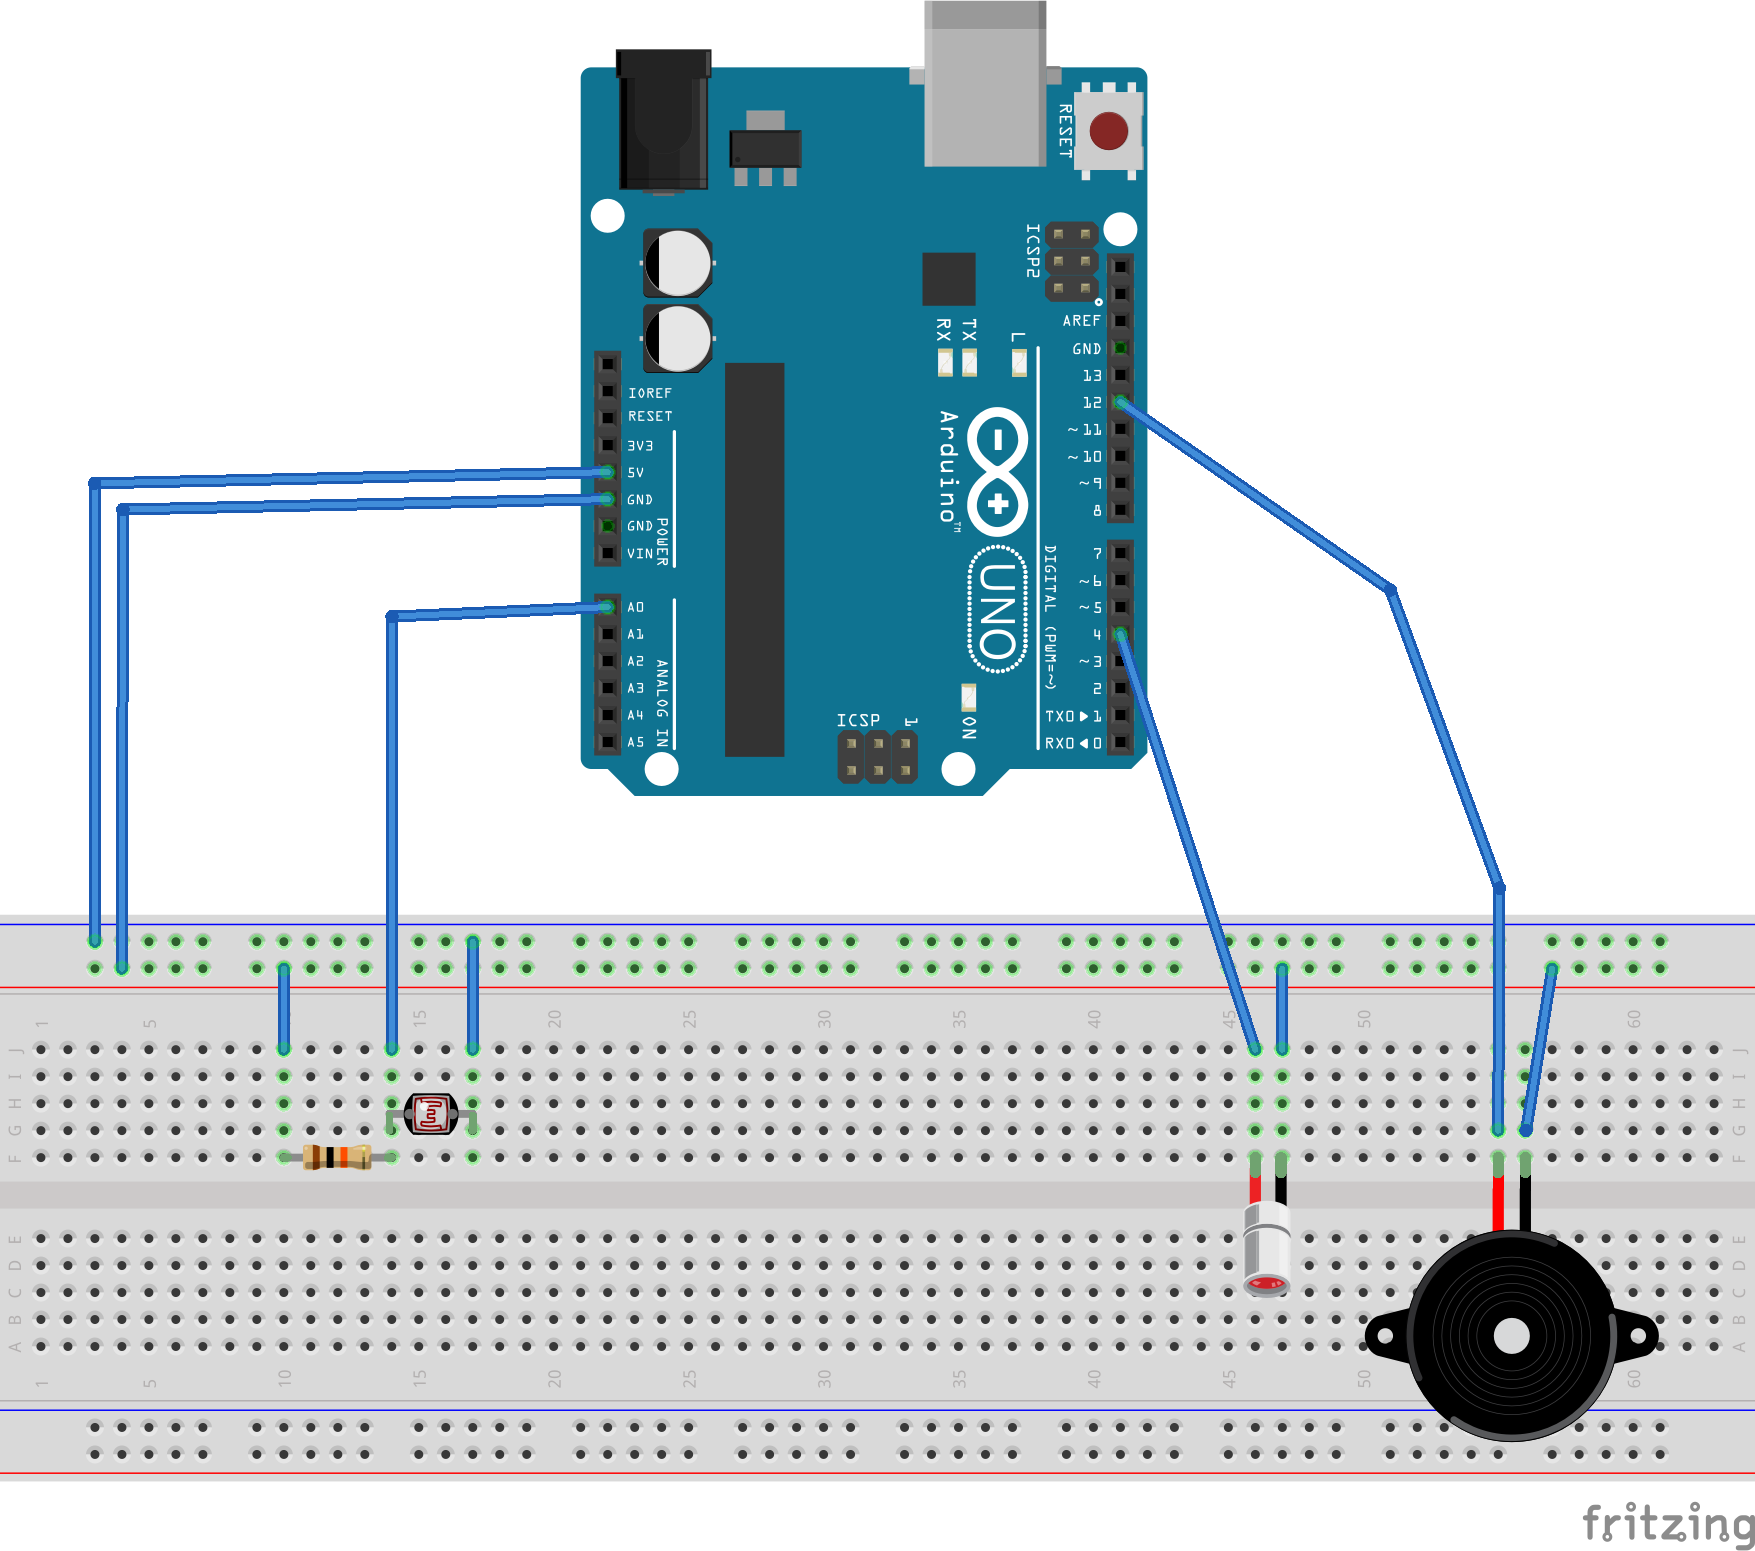 RESET
ICSP2
AREF
GND
13
12
~11
~10
~9
8
RX
TX
L
IOREF
RESET
3V3
5V
GND
GND
VIN
POWER
Arduino™
UNO
DIGITAL (PWM=~)
7
~6
~5
4
~3
2
TX0▶1
RX0◀0
A0
A1
A2
A3
A4
A5
ANALOG IN
ICSP
1
ON
1 5 15 20 25 30 35 40 45 50 60
J J
I I
H H
G G
F F
E E
D D
C C
B B
A A
1 5 10 15 20 25 30 35 40 45 50 60
fritzing